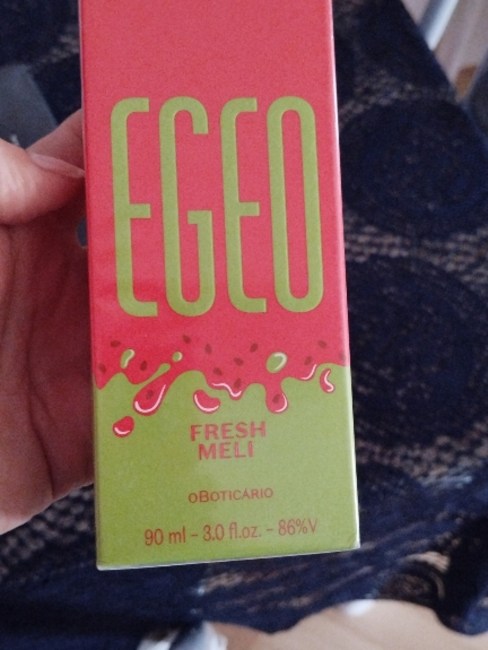 EGEO
FRESH
MELI
oBOTICÁRIO
90 ml - 3.0 fl.oz. - 86%V